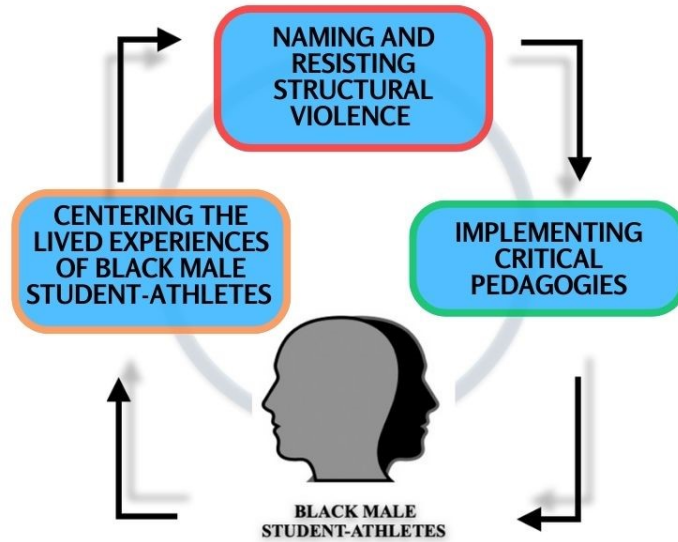 NAMING AND
RESISTING
STRUCTURAL
VIOLENCE
CENTERING THE
LIVED EXPERIENCES
OF BLACK MALE
STUDENT-ATHLETES
IMPLEMENTING
CRITICAL
PEDAGOGIES
BLACK MALE
STUDENT-ATHLETES